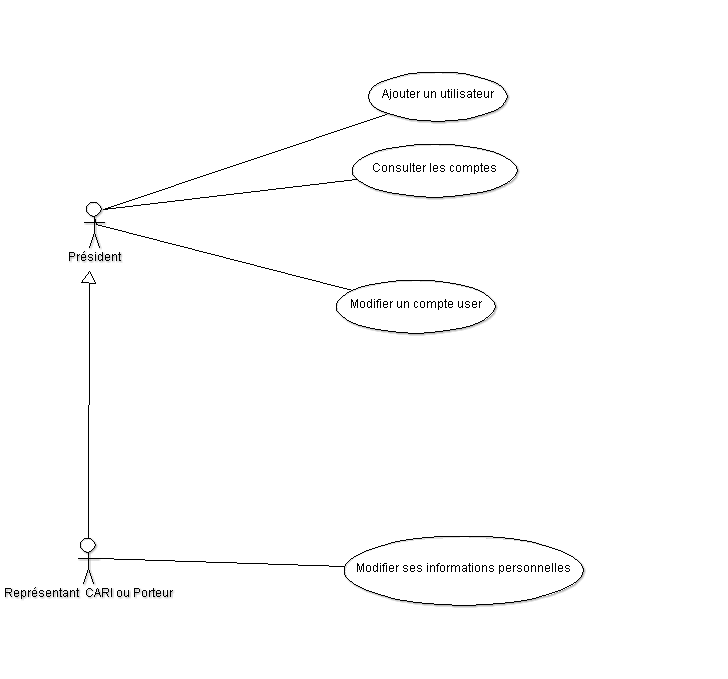 Ajouter un utilisateur
Consulter les comptes
Président
Modifier un compte user
Modifier ses informations personnelles
Représentant CARI ou Porteur